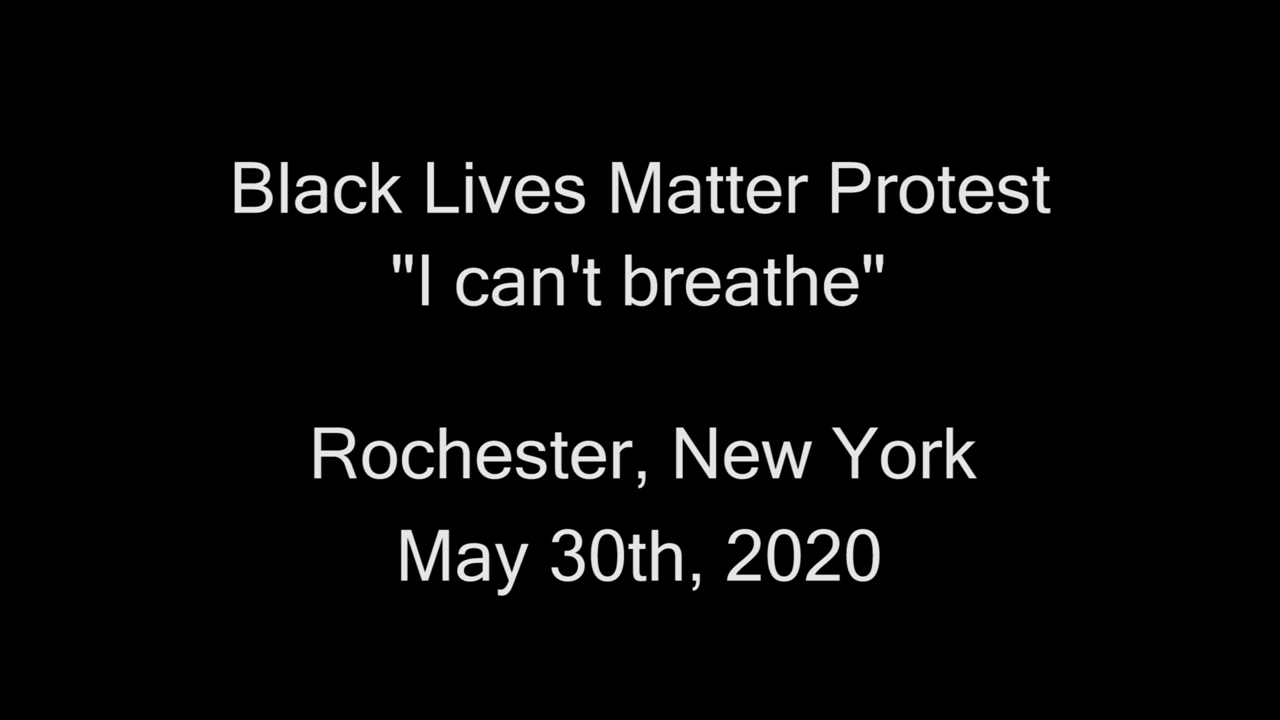 Black Lives Matter Protest
"I can't breathe"
Rochester, New York
May 30th, 2020